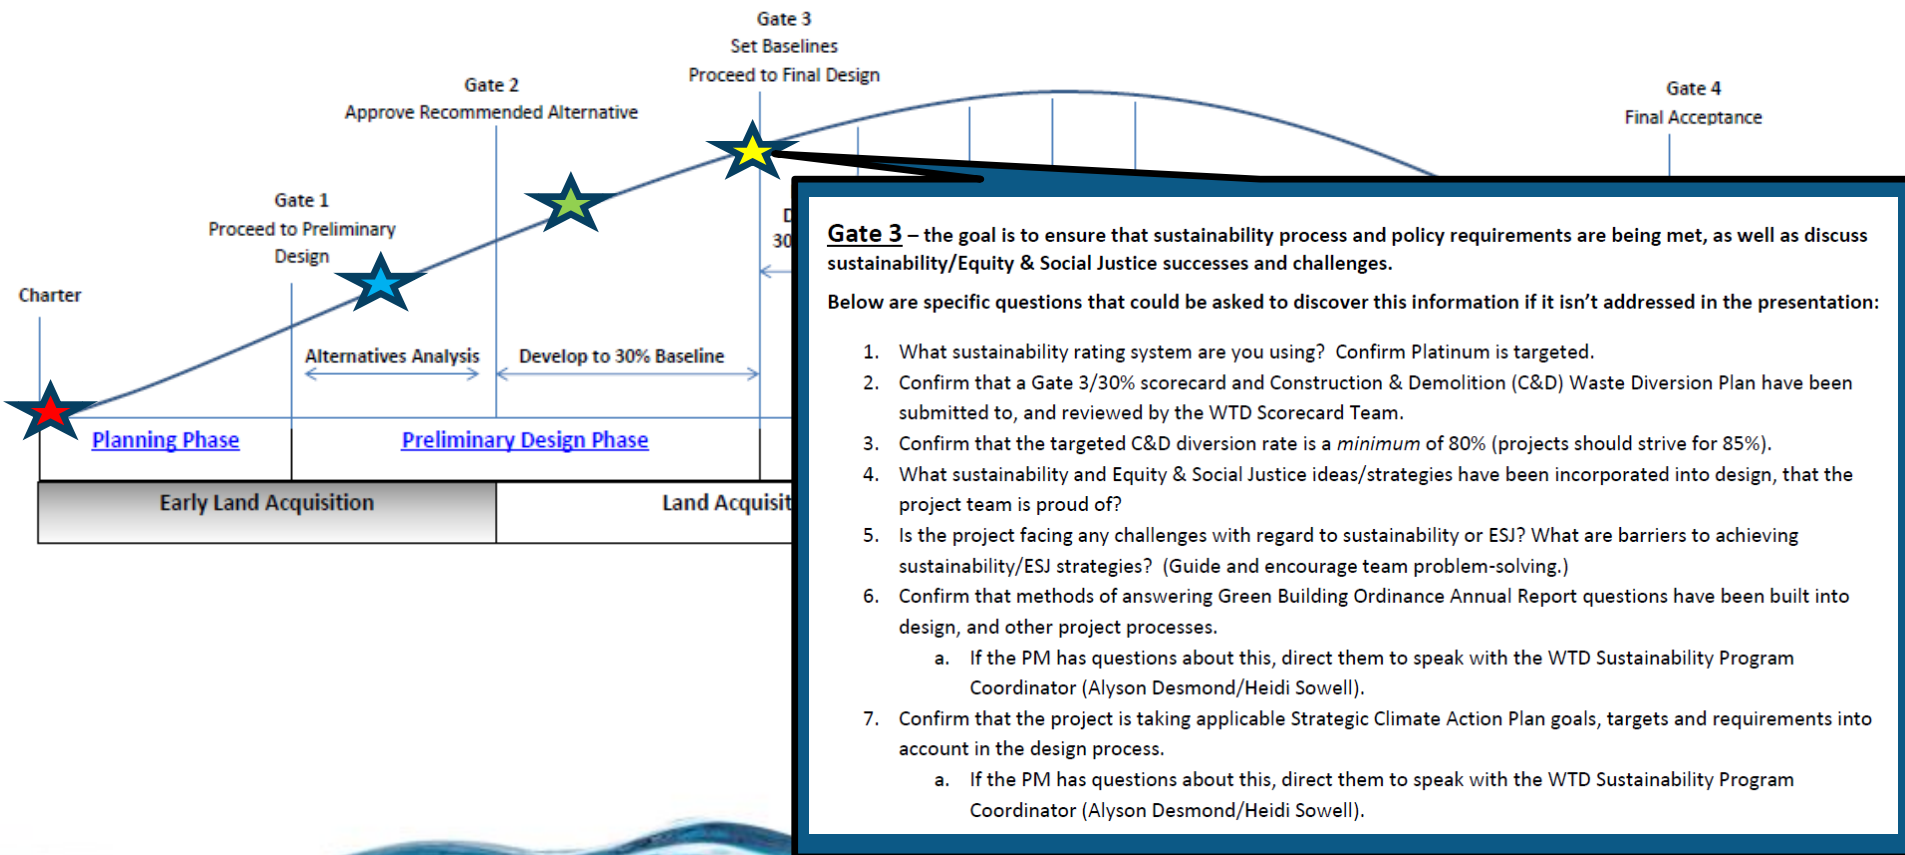 Gate 3
Set Baselines
Proceed to Final Design
Gate 2
Approve Recommended Alternative
Gate 4
Final Acceptance
Gate 1
Proceed to Preliminary
Design
Charter
Alternatives Analysis
Develop to 30% Baseline
30
Planning Phase
Preliminary Design Phase
Early Land Acquisition
Land Acquisit
Gate 3 – the goal is to ensure that sustainability process and policy requirements are being met, as well as discuss
sustainability/Equity & Social Justice successes and challenges.
Below are specific questions that could be asked to discover this information if it isn't addressed in the presentation:
1. What sustainability rating system are you using? Confirm Platinum is targeted.
2. Confirm that a Gate 3/30% scorecard and Construction & Demolition (C&D) Waste Diversion Plan have been
submitted to, and reviewed by the WTD Scorecard Team.
3. Confirm that the targeted C&D diversion rate is a minimum of 80% (projects should strive for 85%).
4. What sustainability and Equity & Social Justice ideas/strategies have been incorporated into design, that the
project team is proud of?
5. Is the project facing any challenges with regard to sustainability or ESJ? What are barriers to achieving
sustainability/ESJ strategies? (Guide and encourage team problem-solving.)
6. Confirm that methods of answering Green Building Ordinance Annual Report questions have been built into
design, and other project processes.
a. If the PM has questions about this, direct them to speak with the WTD Sustainability Program
Coordinator (Alyson Desmond/Heidi Sowell).
7. Confirm that the project is taking applicable Strategic Climate Action Plan goals, targets and requirements into
account in the design process.
a. If the PM has questions about this, direct them to speak with the WTD Sustainability Program
Coordinator (Alyson Desmond/Heidi Sowell).